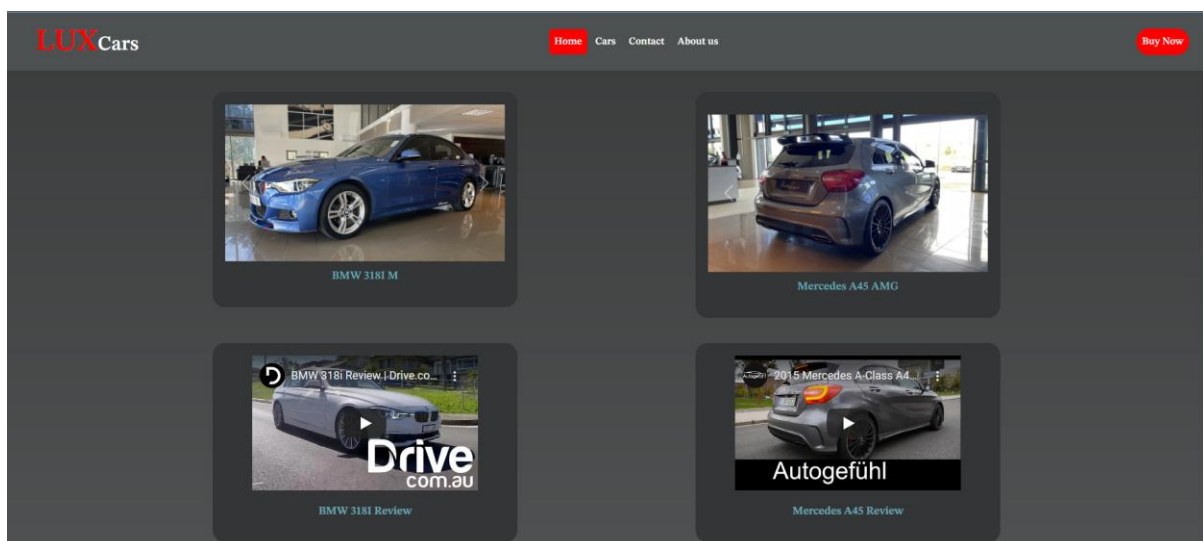 LUXCars
Home Cars Contact About us
Buy Now
BMW 318I M
Mercedes A45 AMG
BMW 318i Review | Drive.co...
Drive
com.au
BMW 318I Review
2015 Mercedes A-Class A4...
Autogefühl
Mercedes A45 Review